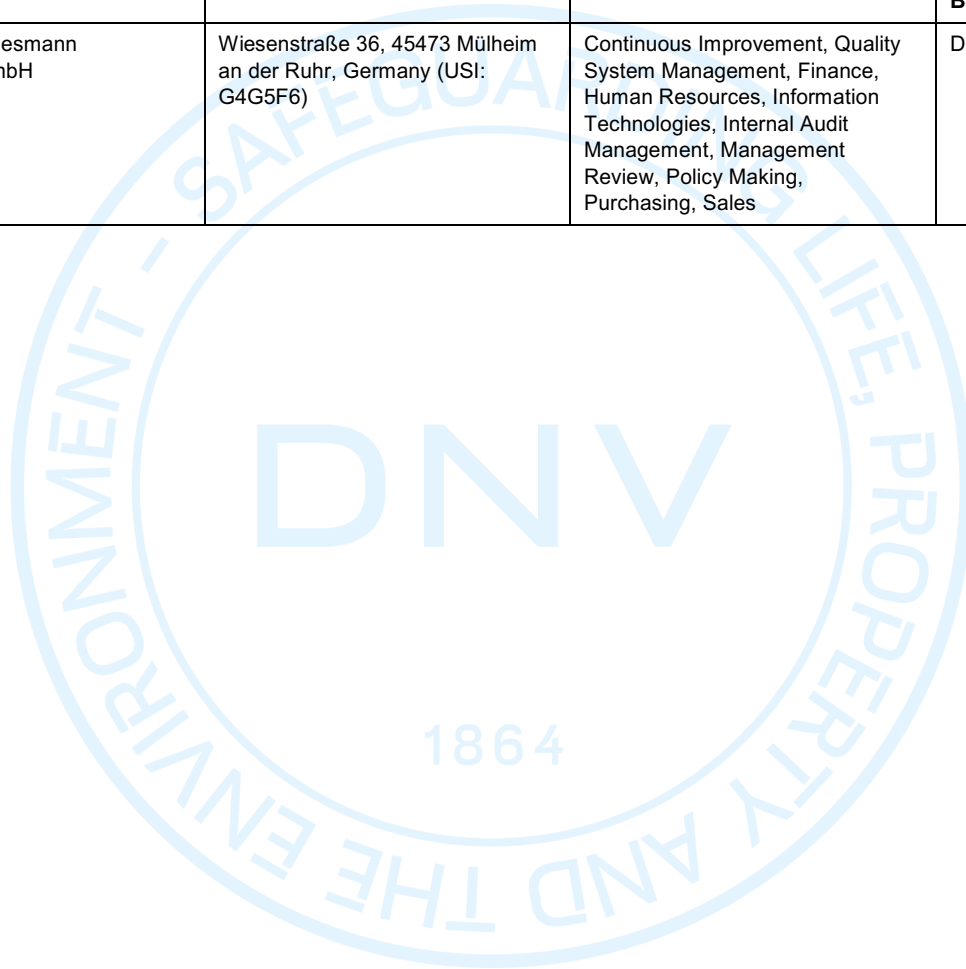 B
esmann
mbH
Wiesenstraße 36, 45473 Mülheim
an der Ruhr, Germany (USI:
G4G5F6)
Continuous Improvement, Quality
System Management, Finance,
Human Resources, Information
Technologies, Internal Audit
Management, Management
Review, Policy Making,
Purchasing, Sales
D
SAFEGUARDING LIFE, PROPERTY AND THE ENVIRONMENT –
DNV
1864